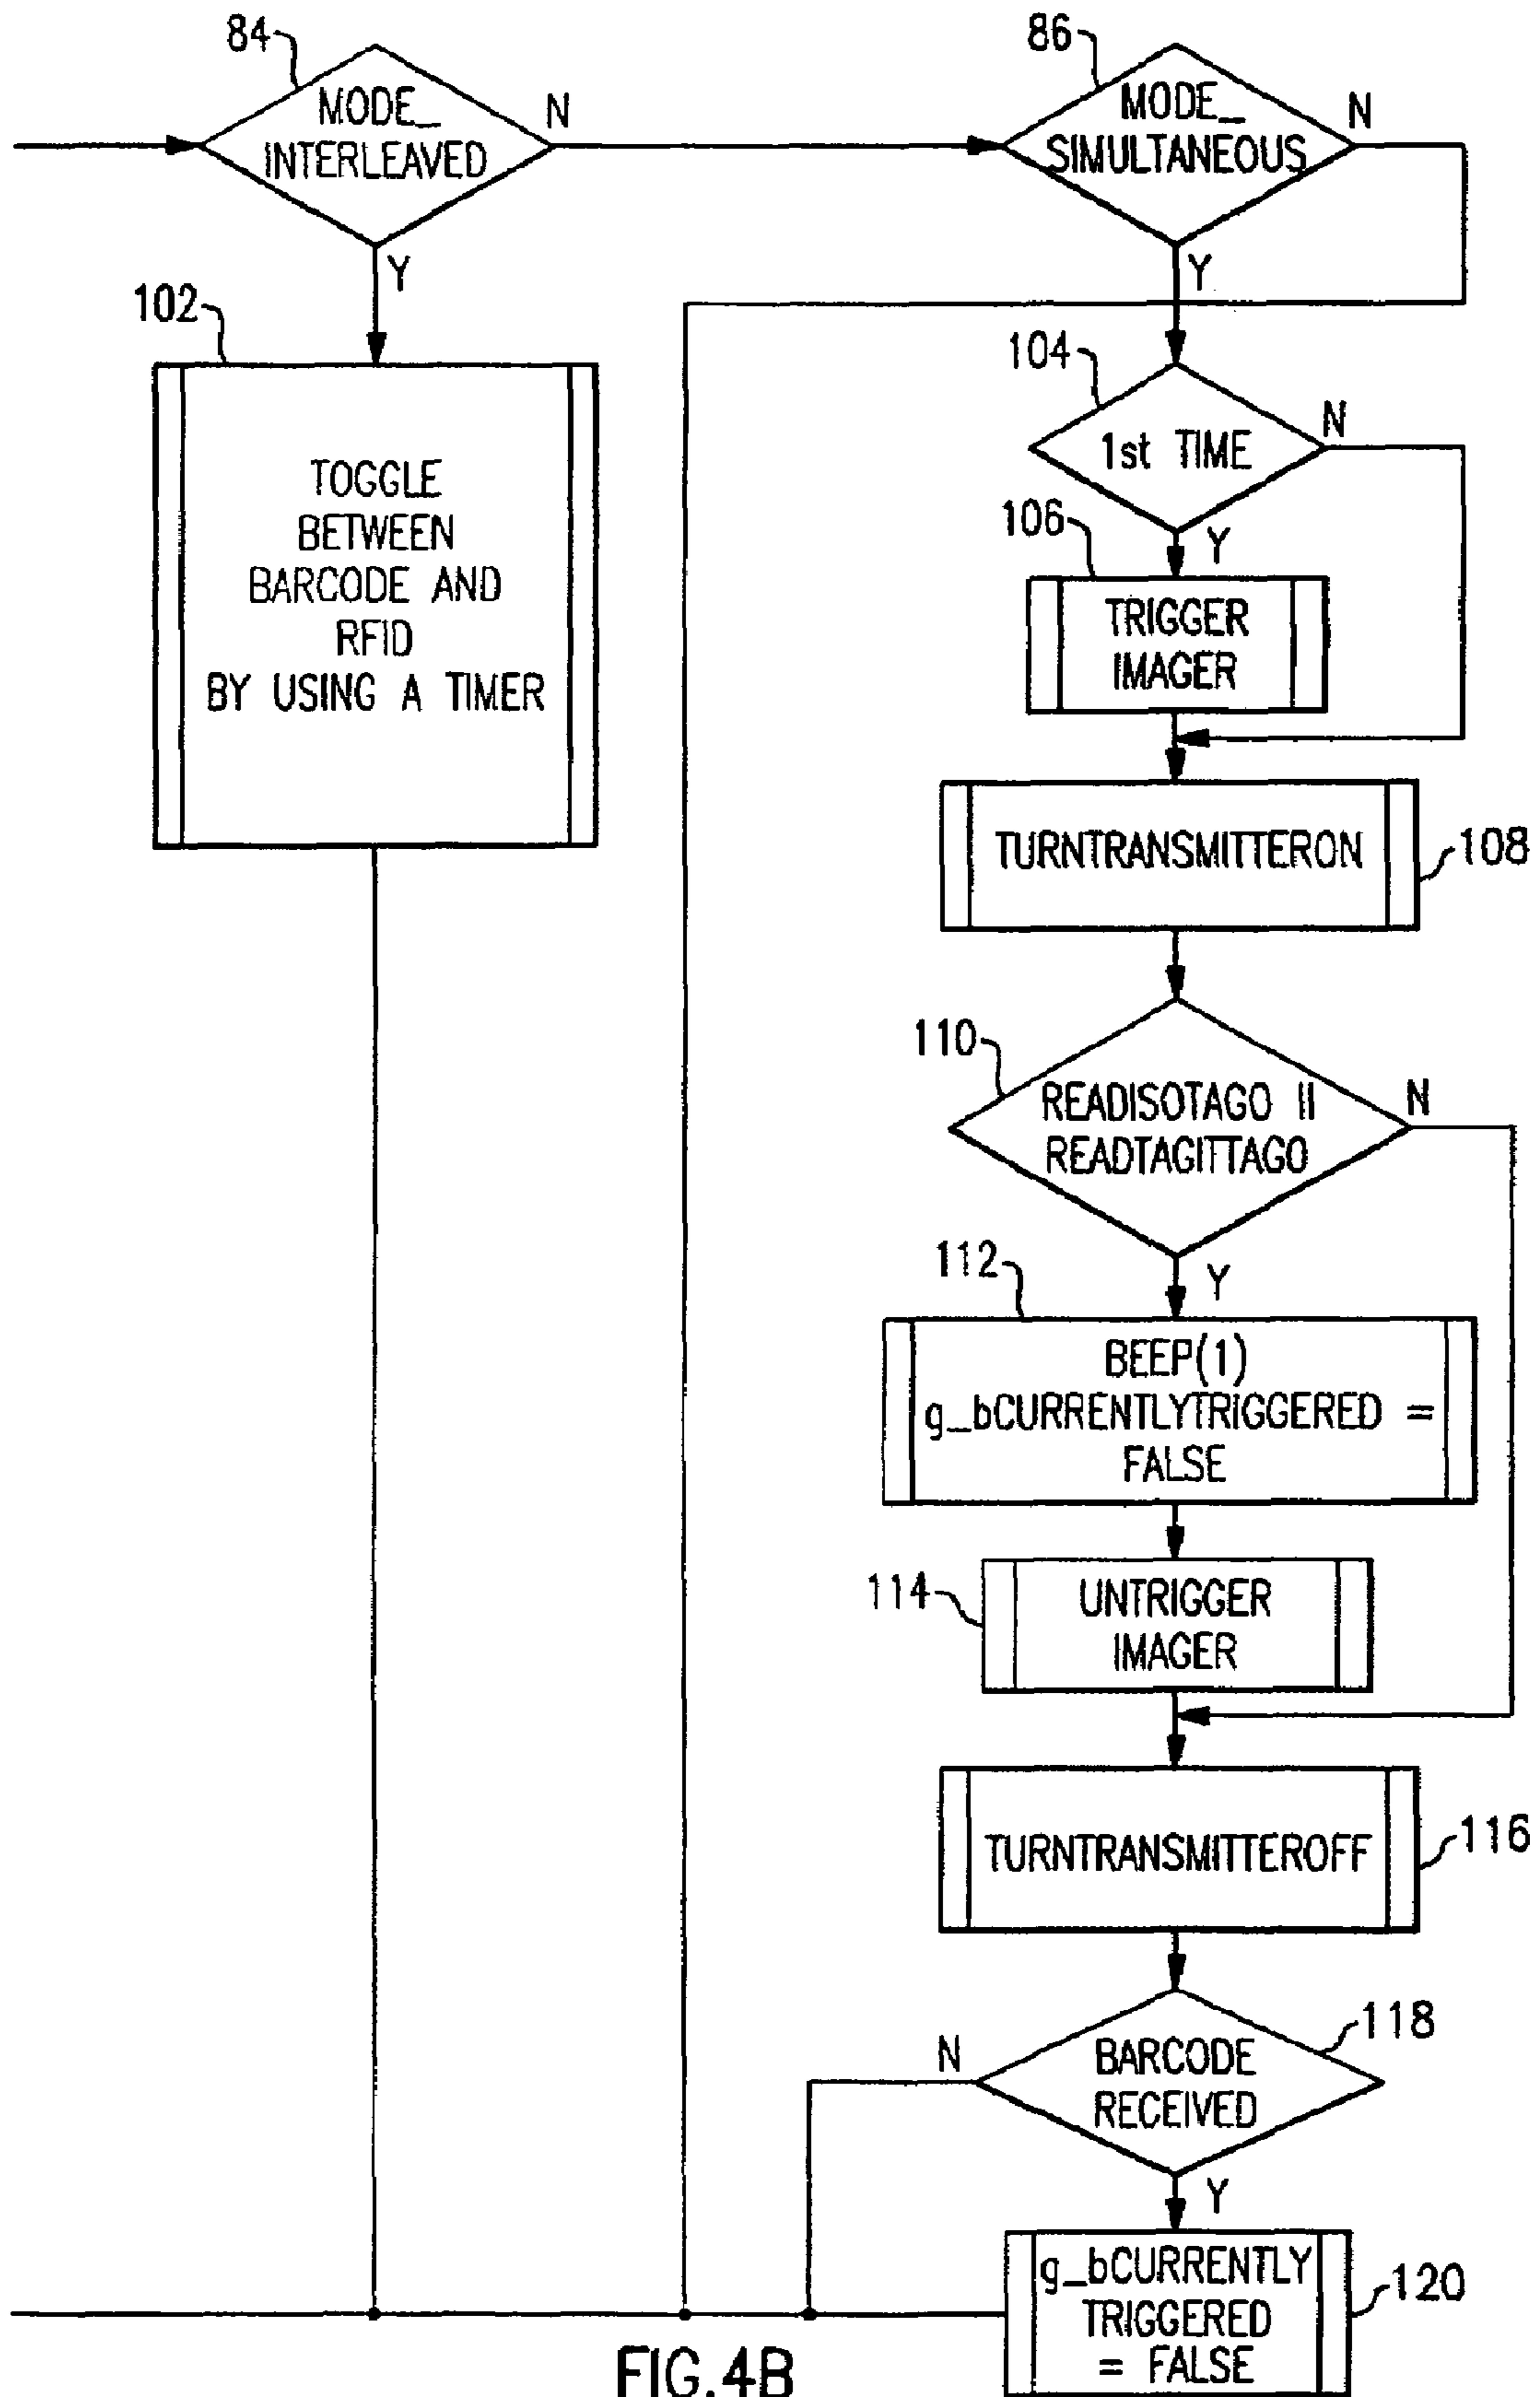 84
MODE_
INTERLEAVED
N
Y
86
MODE_
SIMULTANEOUS
N
Y
102
TOGGLE
BETWEEN
BARCODE AND
RFID
BY USING A TIMER
104
1st TIME
N
Y
106
TRIGGER
IMAGER
TURNTRANSMITTERON
108
110
READISOTAGO II
READTAGITTAGO
N
Y
112
BEEP(1)
g_bCURRENTLYTRIGGERED =
FALSE
114
UNTRIGGER
IMAGER
TURNTRANSMITTEROFF
116
118
BARCODE
RECEIVED
N
Y
g_bCURRENTLY
TRIGGERED
= FALSE
120
FIG.4B